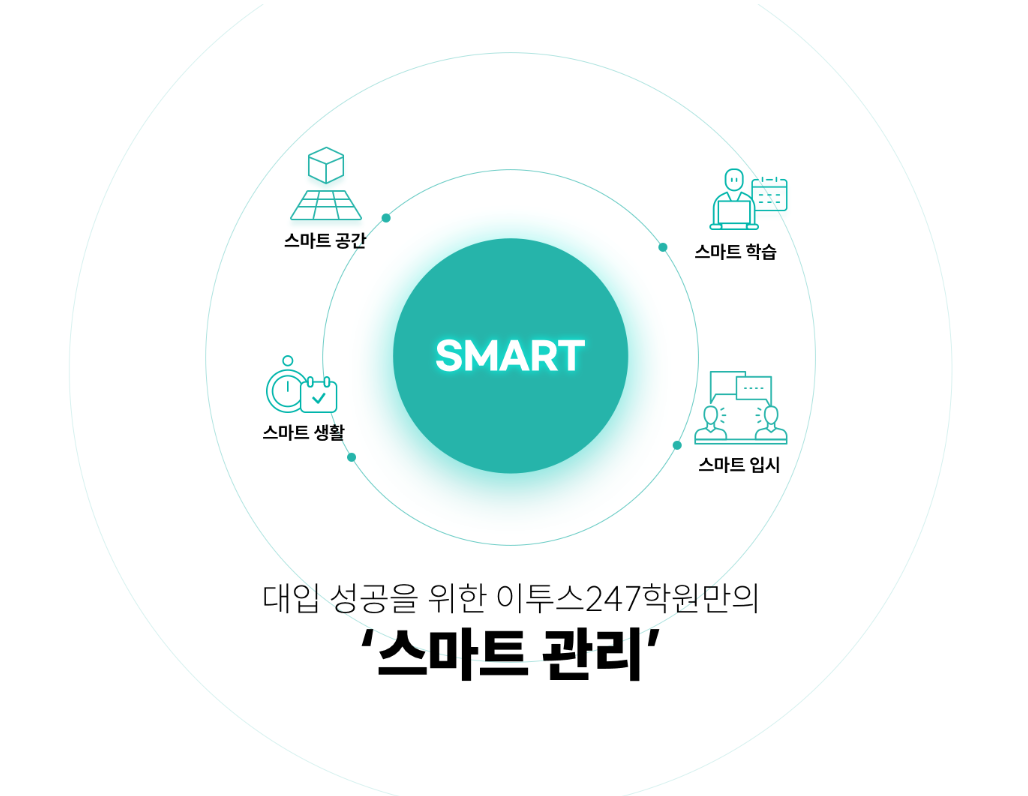 스마트 공간
스마트 학습
SMART
스마트 생활
스마트 입시
대입 성공을 위한 이투스247학원만의
‘스마트 관리’